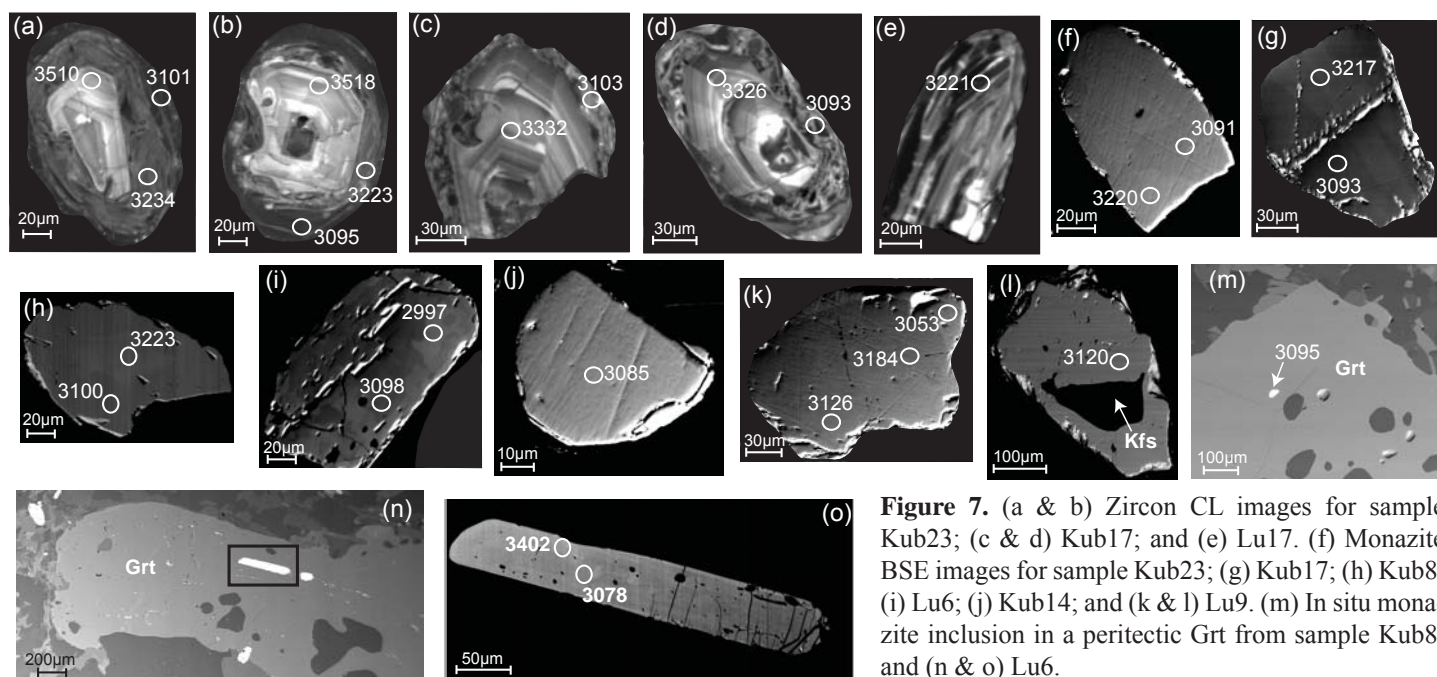 (a)
3510
3101
3234
20µm
(b)
3518
3223
3095
20µm
(c)
3103
3332
30µm
(d)
3326
3093
30µm
(e)
3221
20µm
(f)
3091
3220
20µm
(g)
3217
3093
30µm
(h)
3223
3100
20µm
(i)
2997
3098
20µm
(j)
3085
10µm
(k)
3053
3184
3126
30µm
(l)
3120
Kfs
100µm
(m)
3095
Grt
100µm
(n)
Grt
200µm
(o)
3402
3078
50µm
Figure 7. (a & b) Zircon CL images for sample
Kub23; (c & d) Kub17; and (e) Lu17. (f) Monazite
BSE images for sample Kub23; (g) Kub17; (h) Kub8
(i) Lu6; (j) Kub14; and (k & l) Lu9. (m) In situ mona-
zite inclusion in a peritectic Grt from sample Kub8
and (n & o) Lu6.